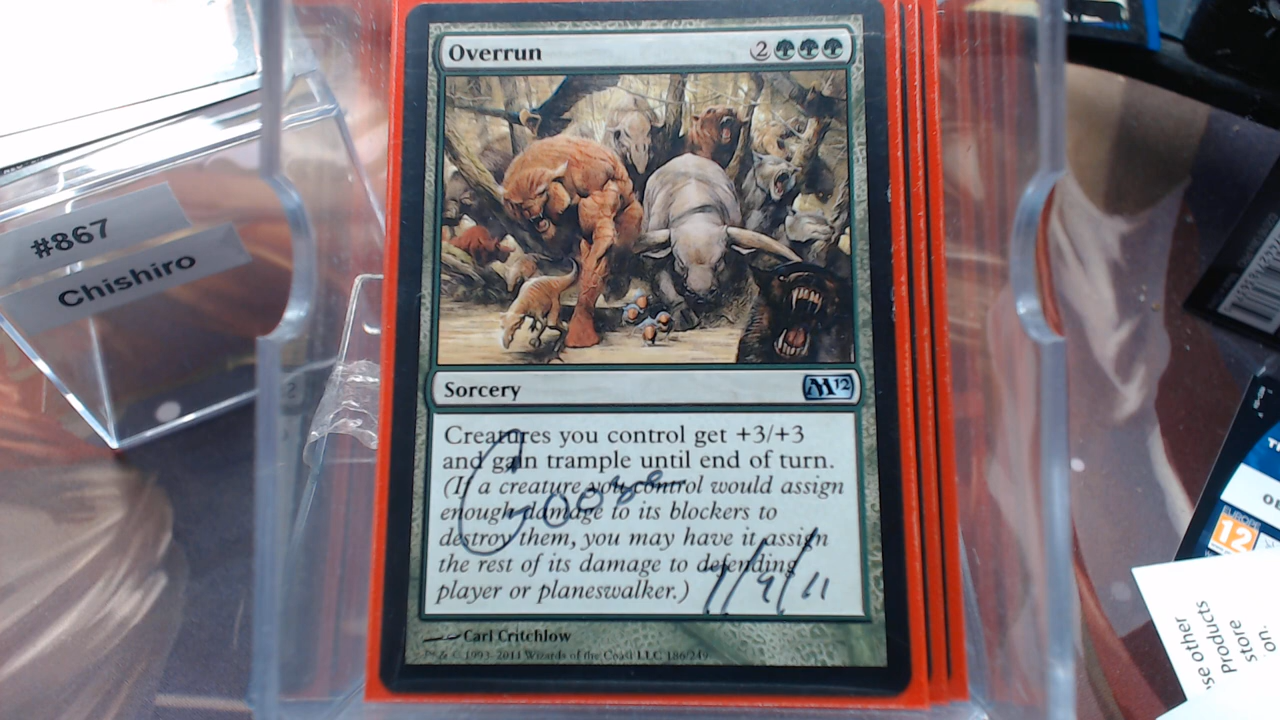 Overrun 2
#867
Chishiro
Sorcery M12
Creatures you control get +3/+3
and gain trample until end of turn.
(If a creature you control would assign
enough damage to its blockers to
destroy them, you may have it assign
the rest of its damage to defending
player or planeswalker.)
Goose
9/11
Carl Critchlow
™ & © 1993–2011 Wizards of the Coast LLC 186/249
EUROPE
12
other
Products
store
on.